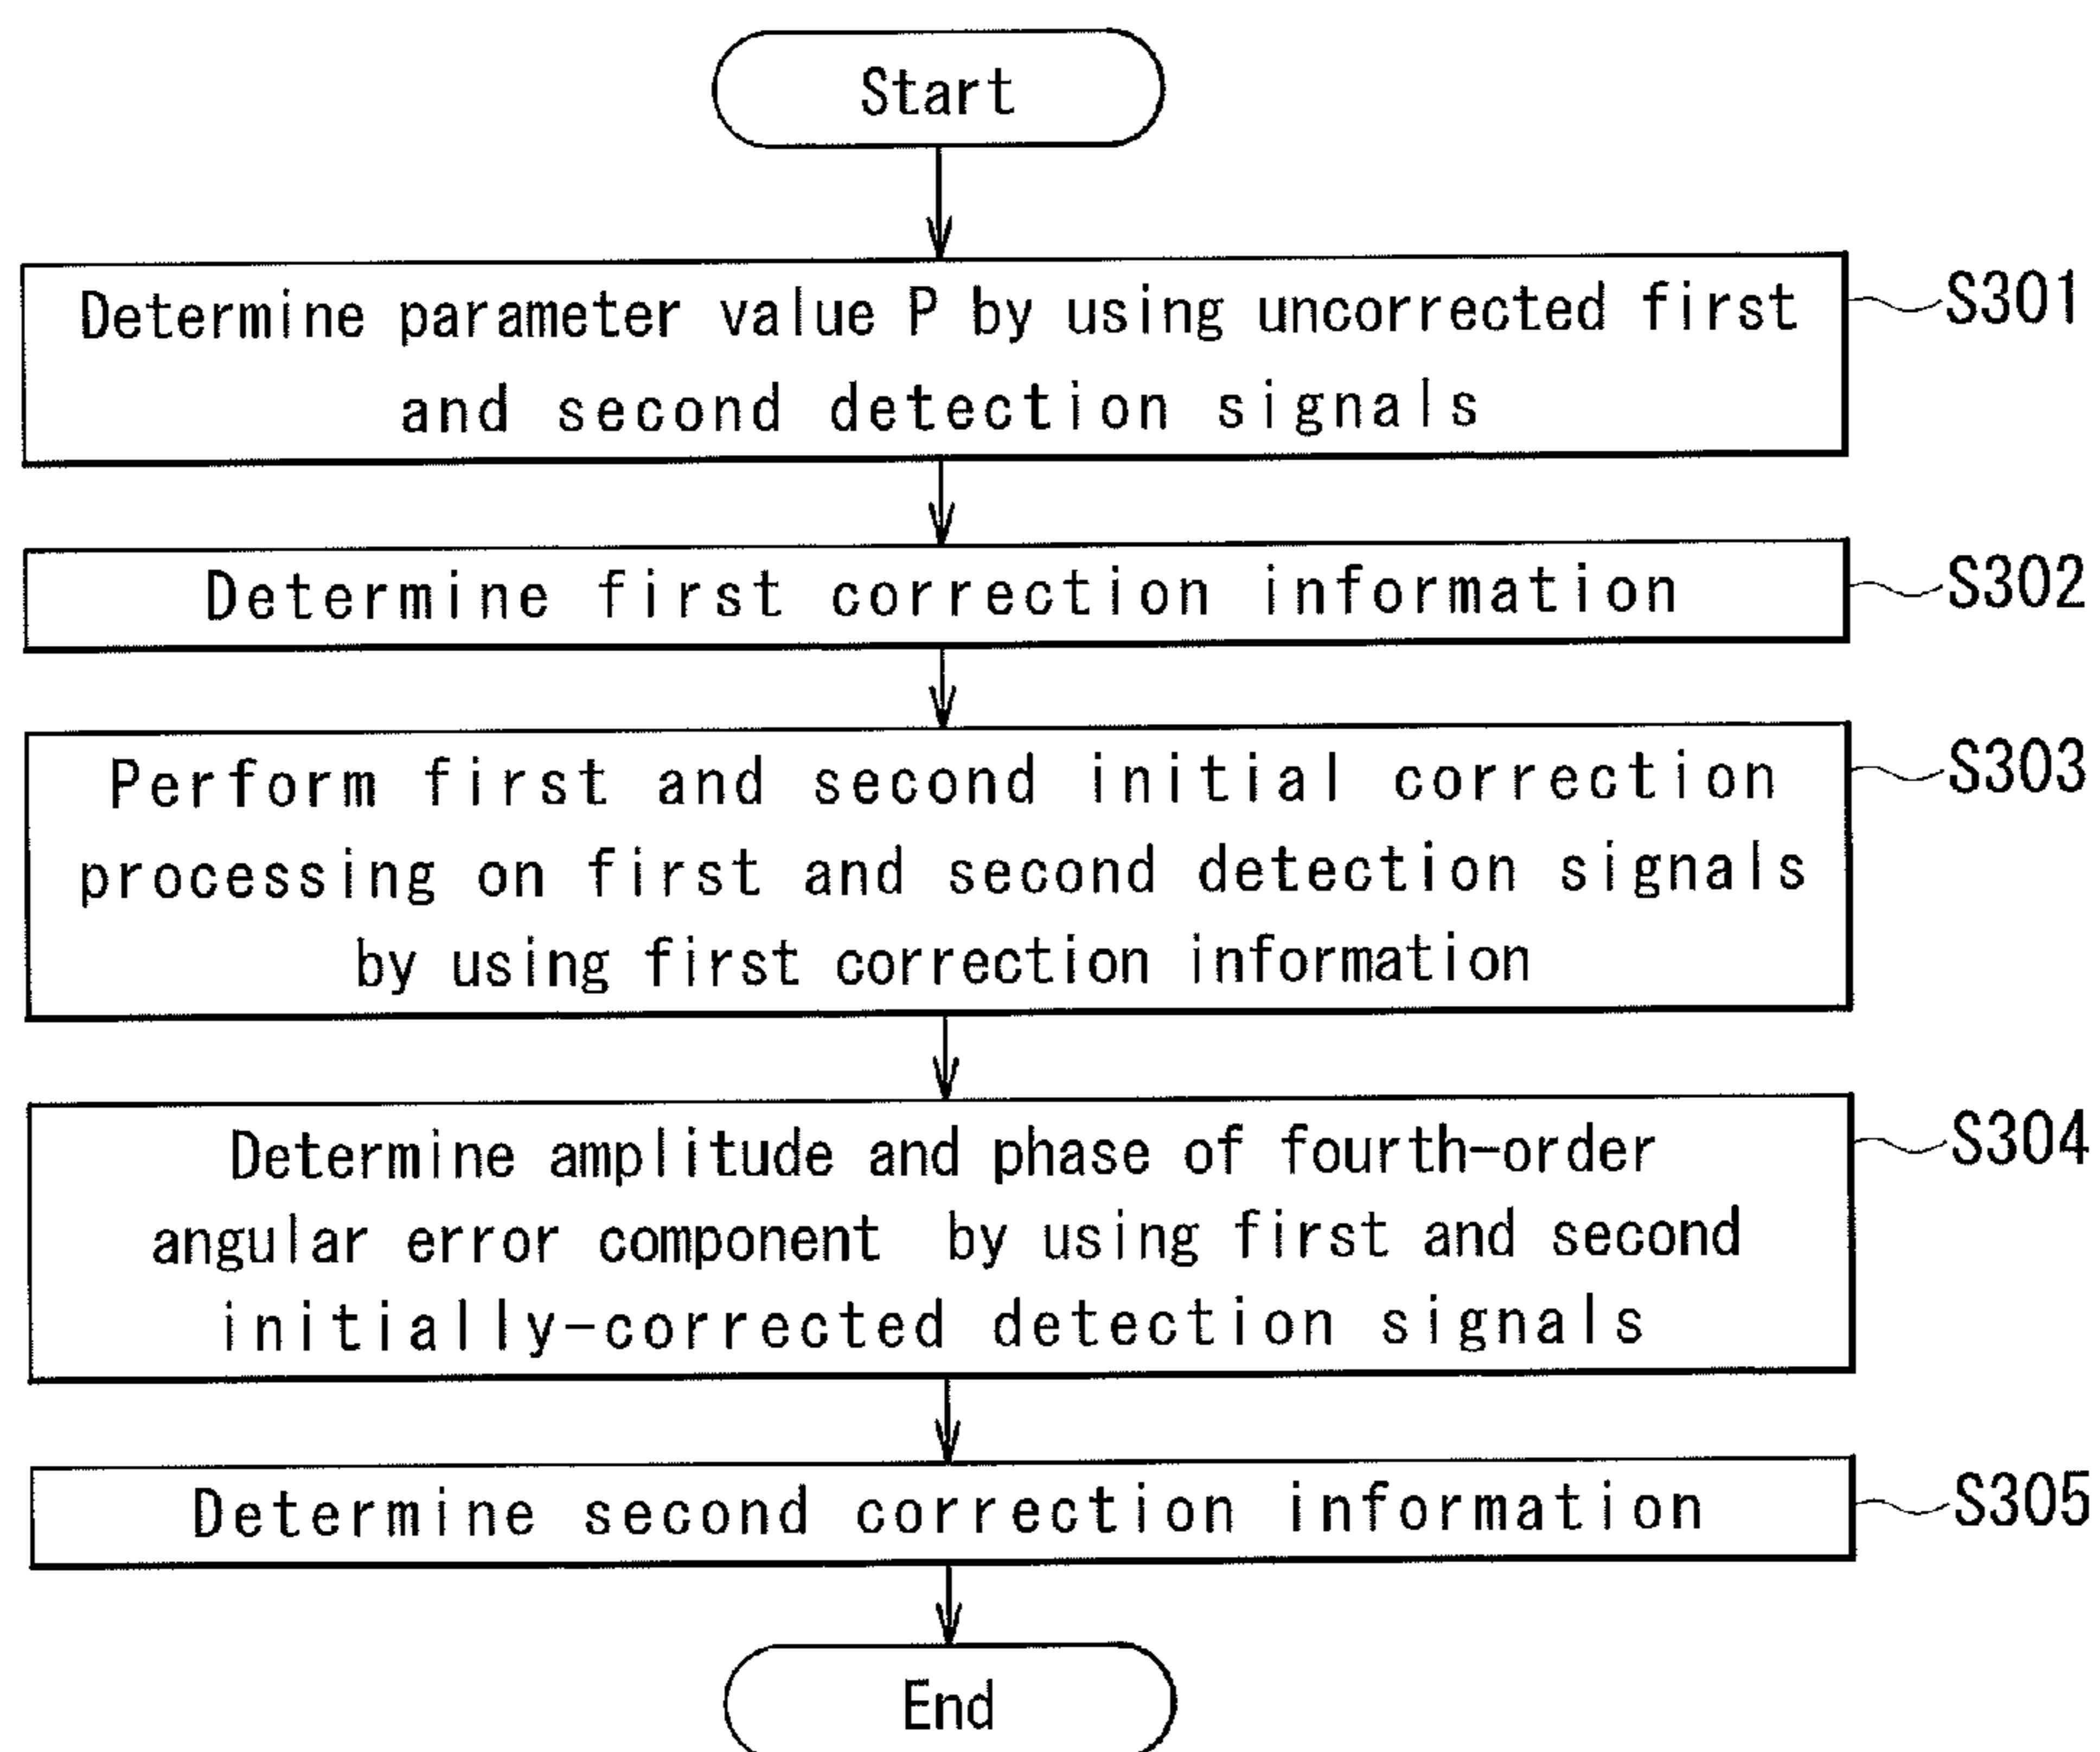 Start
Determine parameter value P by using uncorrected first
and second detection signals
S301
Determine first correction information
S302
Perform first and second initial correction
processing on first and second detection signals
by using first correction information
S303
Determine amplitude and phase of fourth-order
angular error component by using first and second
initially-corrected detection signals
S304
Determine second correction information
S305
End